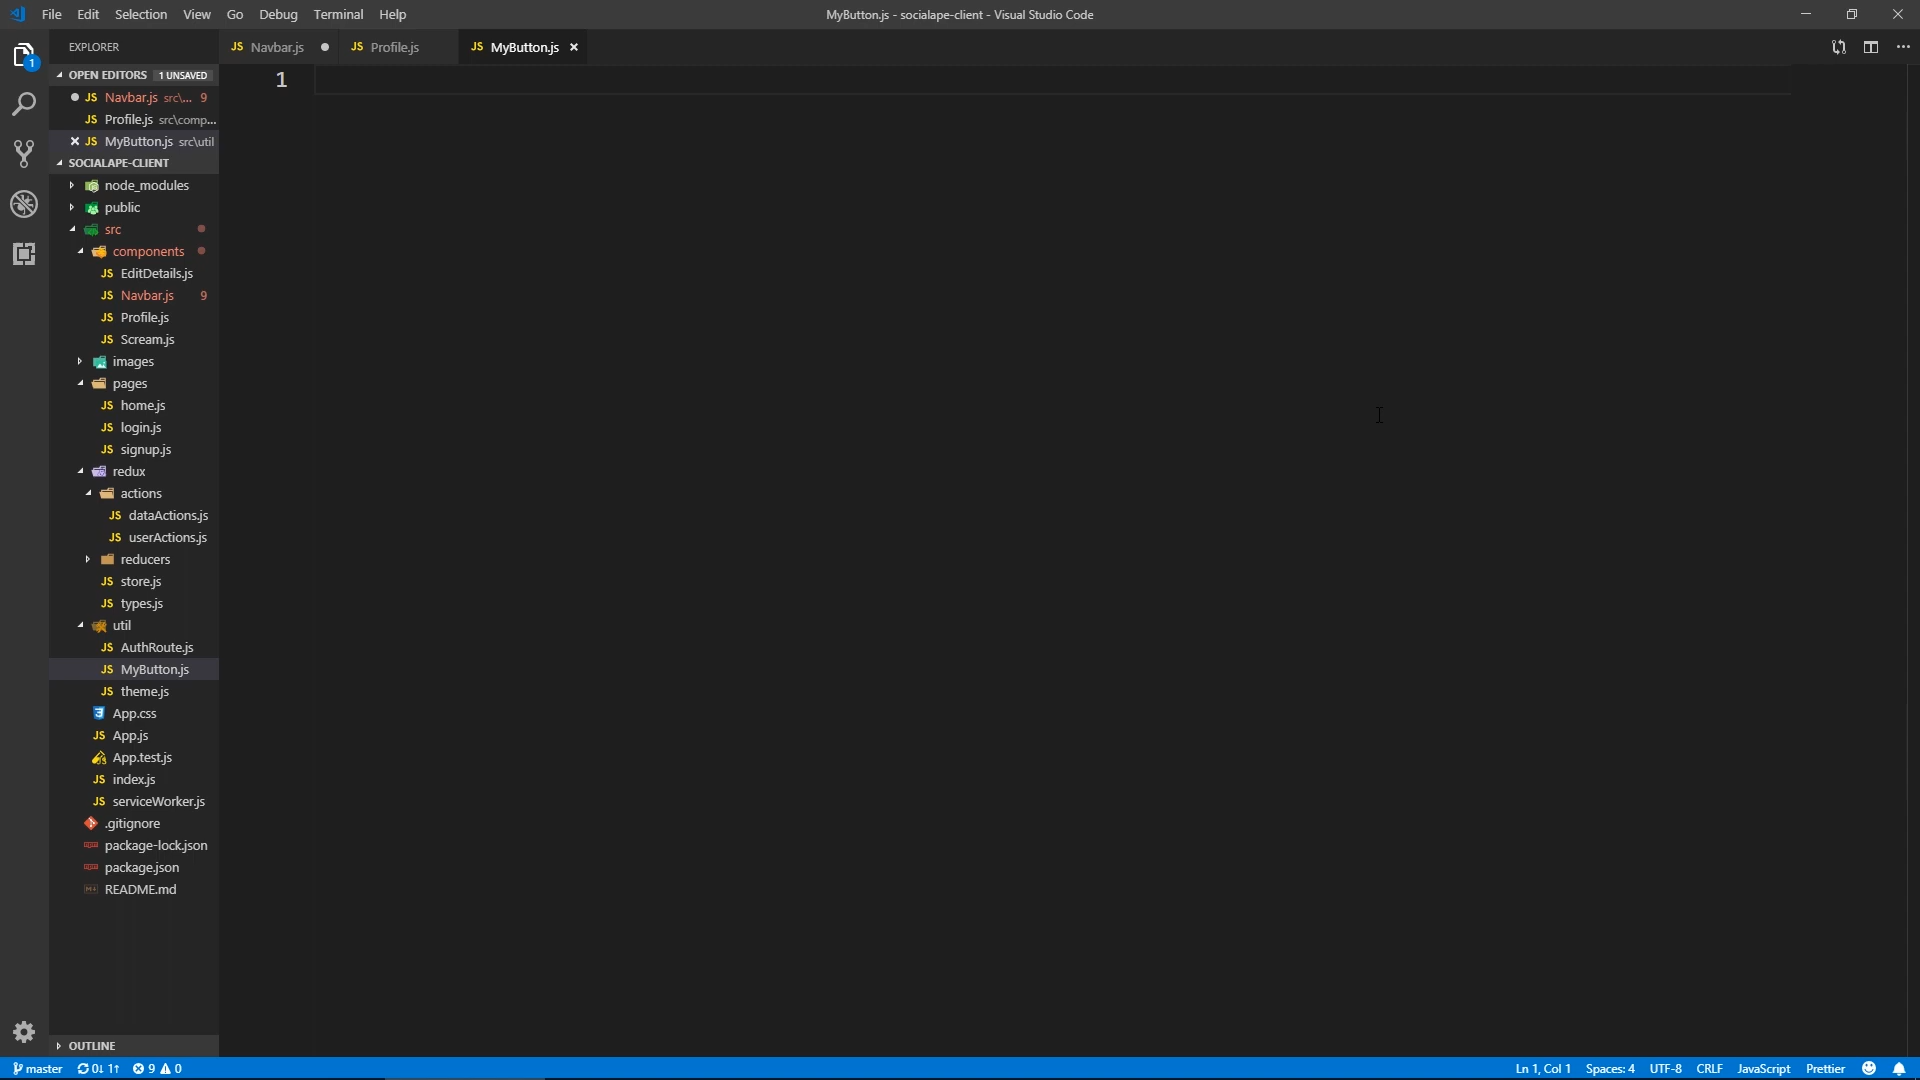 File Edit Selection View Go Debug Terminal Help
MyButton.js - socialape-client - Visual Studio Code
1
EXPLORER
JS Navbar.js
JS Profile.js
JS MyButton.js
OPEN EDITORS 1 UNSAVED
JS Navbar.js src\... 9
JS Profile.js src\comp...
JS MyButton.js src\util
SOCIALAPE-CLIENT
node_modules
public
src
components
JS EditDetails.js
JS Navbar.js 9
JS Profile.js
JS Scream.js
images
pages
JS home.js
JS login.js
JS signup.js
redux
actions
JS dataActions.js
JS userActions.js
reducers
JS store.js
JS types.js
util
JS AuthRoute.js
JS MyButton.js
JS theme.js
App.css
JS App.js
App.test.js
JS index.js
JS serviceWorker.js
.gitignore
package-lock.json
package.json
README.md
OUTLINE
1
master 0↓ 1↑ 9 0
Ln 1, Col 1 Spaces: 4 UTF-8 CRLF JavaScript Prettier